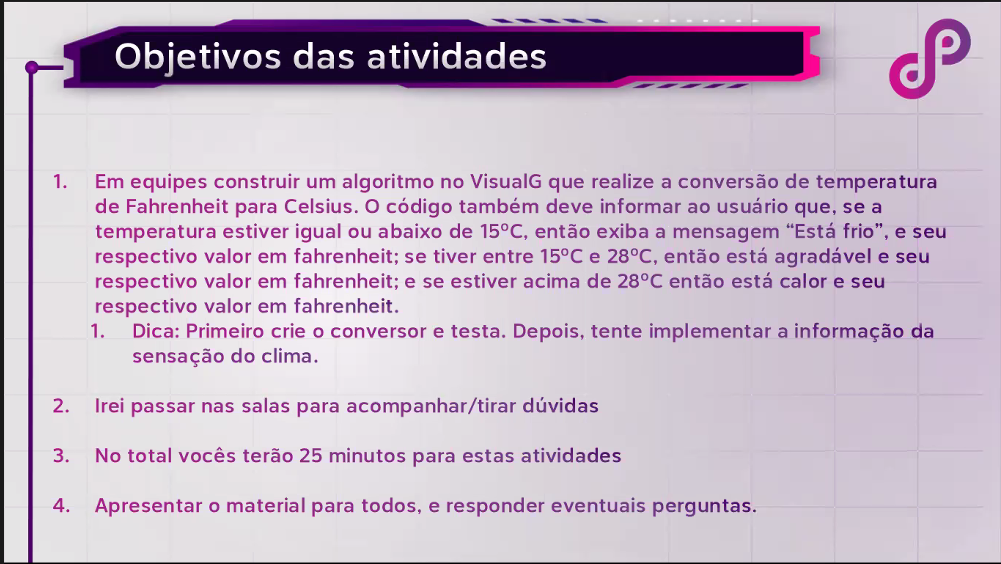 Objetivos das atividades
1. Em equipes construir um algoritmo no VisualG que realize a conversão de temperatura
de Fahrenheit para Celsius. O código também deve informar ao usuário que, se a
temperatura estiver igual ou abaixo de 15ºC, então exiba a mensagem “Está frio”, e seu
respectivo valor em fahrenheit; se tiver entre 15ºC e 28ºC, então está agradável e seu
respectivo valor em fahrenheit; e se estiver acima de 28ºC então está calor e seu
respectivo valor em fahrenheit.
1. Dica: Primeiro crie o conversor e testa. Depois, tente implementar a informação da
sensação do clima.
2. Irei passar nas salas para acompanhar/tirar dúvidas
3. No total vocês terão 25 minutos para estas atividades
4. Apresentar o material para todos, e responder eventuais perguntas.